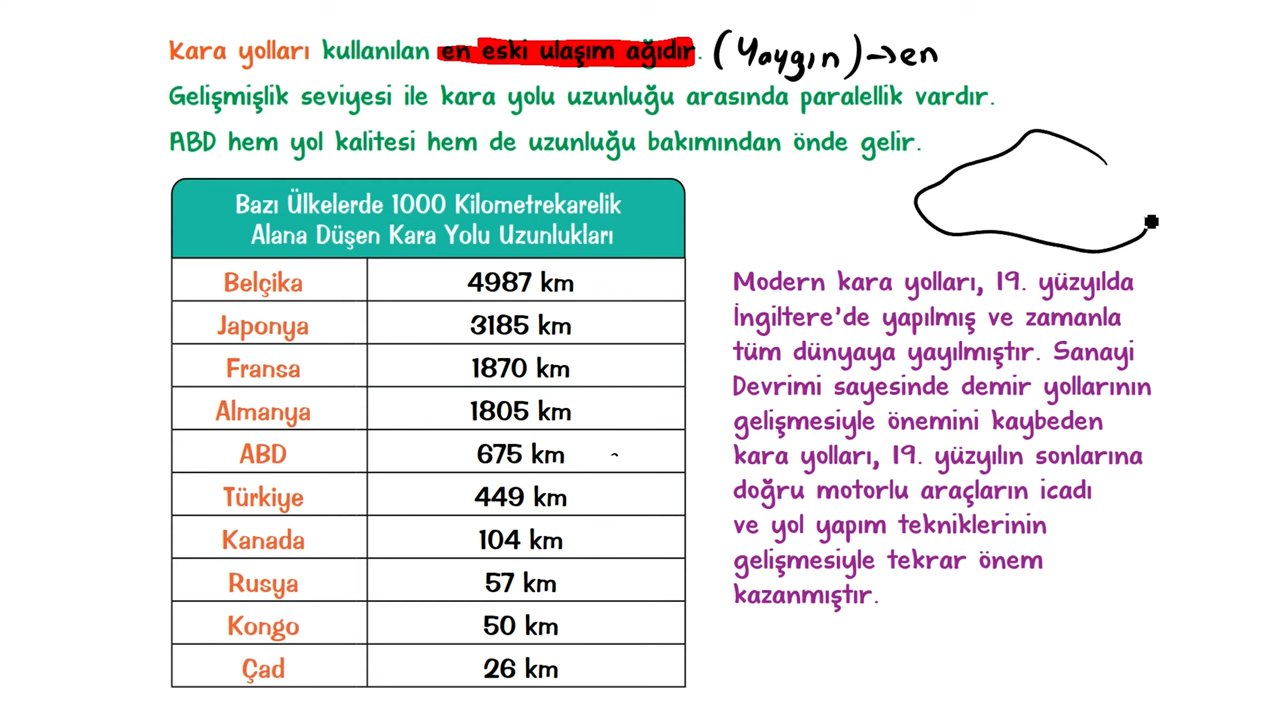 Kara yolları kullanılan en eski ulaşım ağıdır. (Yaygın) → en
Gelişmişlik seviyesi ile kara yolu uzunluğu arasında paralellik vardır.
ABD hem yol kalitesi hem de uzunluğu bakımından önde gelir.
Bazı Ülkelerde 1000 Kilometrekarelik
Alana Düşen Kara Yolu Uzunlukları
Belçika 4987 km
Japonya 3185 km
Fransa 1870 km
Almanya 1805 km
ABD 675 km
Türkiye 449 km
Kanada 104 km
Rusya 57 km
Kongo 50 km
Çad 26 km
Modern kara yolları, 19. yüzyılda
İngiltere'de yapılmış ve zamanla
tüm dünyaya yayılmıştır. Sanayi
Devrimi sayesinde demir yollarının
gelişmesiyle önemini kaybeden
kara yolları, 19. yüzyılın sonlarına
doğru motorlu araçların icadı
ve yol yapım tekniklerinin
gelişmesiyle tekrar önem
kazanmıştır.